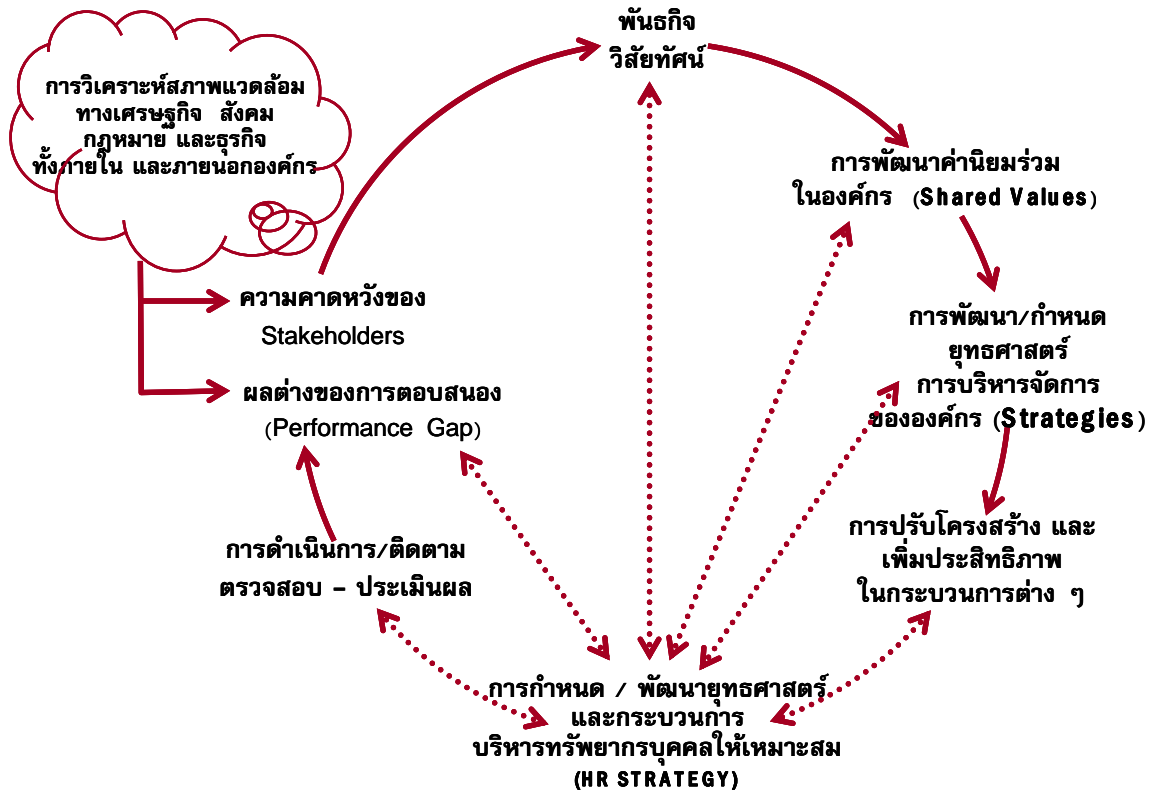 พันธกิจ
วิสัยทัศน์
การวิเคราะห์สภาพแวดล้อม
ทางเศรษฐกิจ สังคม
กฎหมาย และธุรกิจ
ทั้งภายใน และภายนอกองค์กร
การพัฒนาค่านิยมร่วม
ในองค์กร (Shared Values)
ความคาดหวังของ
Stakeholders
การพัฒนา/กำหนด
ยุทธศาสตร์
การบริหารจัดการ
ขององค์กร (Strategies)
ผลต่างของการตอบสนอง
(Performance Gap)
การปรับโครงสร้าง และ
เพิ่มประสิทธิภาพ
ในกระบวนการต่าง ๆ
การดำเนินการ/ติดตาม
ตรวจสอบ – ประเมินผล
การกำหนด / พัฒนายุทธศาสตร์
และกระบวนการ
บริหารทรัพยากรบุคคลให้เหมาะสม
(HR STRATEGY)